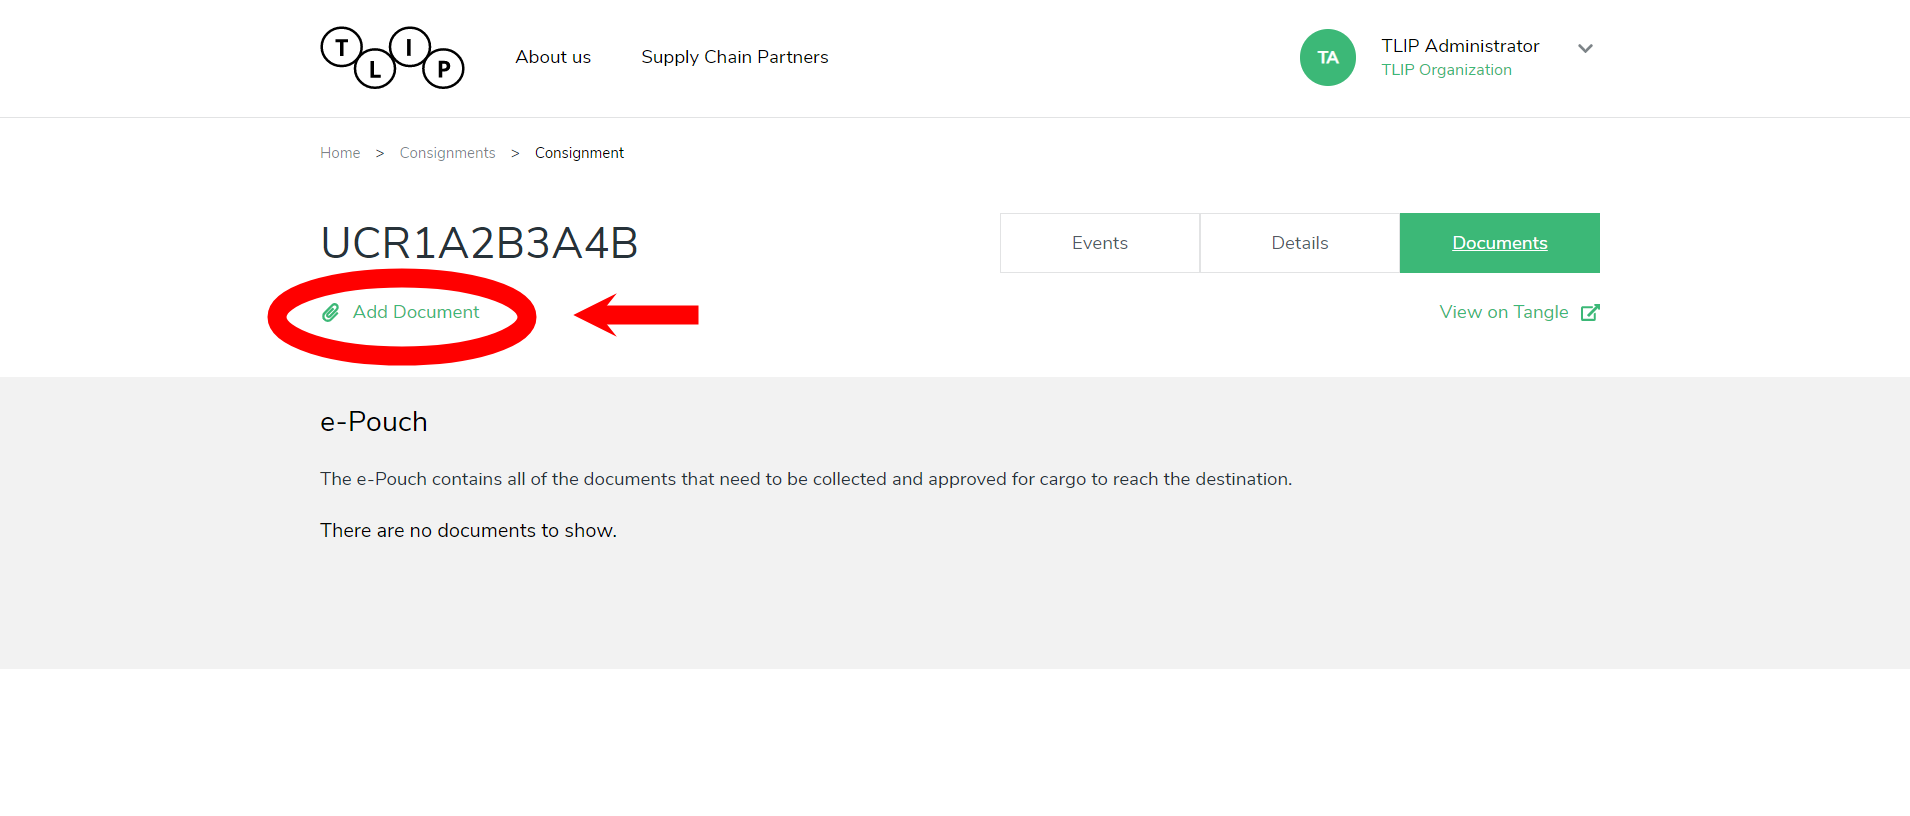 TLIP
About us
Supply Chain Partners
TA
TLIP Administrator
TLIP Organization
Home > Consignments > Consignment
UCR1A2B3A4B
Events
Details
Documents
Add Document
View on Tangle
e-Pouch
The e-Pouch contains all of the documents that need to be collected and approved for cargo to reach the destination.
There are no documents to show.